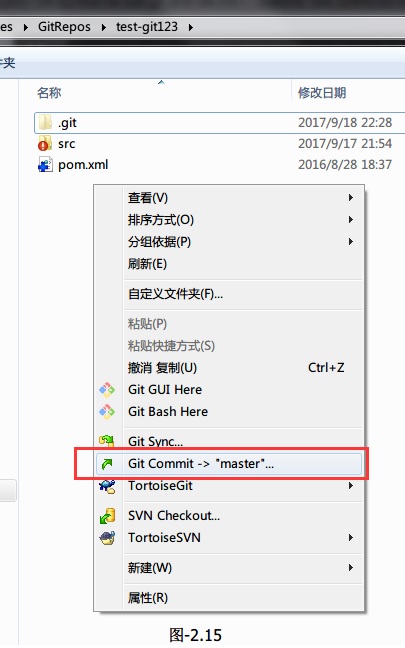 es ▸ GitRepos ▸ test-git123 ▸
件夹
名称 修改日期
.git 2017/9/18 22:28
src 2017/9/17 21:54
pom.xml 2016/8/28 18:37
查看(V)
排序方式(O)
分组依据(P)
刷新(E)
自定义文件夹(F)...
粘贴(P)
粘贴快捷方式(S)
撤消 复制(U) Ctrl+Z
Git GUI Here
Git Bash Here
Git Sync...
Git Commit -> "master"...
TortoiseGit
SVN Checkout...
TortoiseSVN
新建(W)
属性(R)
图-2.15